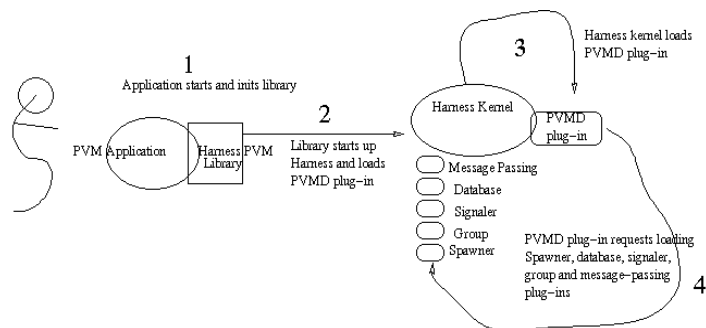 1
Application starts and inits library
PVM Application
Harness PVM
Library
2
Library starts up
Harness and loads
PVMD plug-in
3
Harness kernel loads
PVMD plug-in
Harness Kernel
PVMD
plug-in
Message Passing
Database
Signaler
Group
Spawner
PVMD plug-in requests loading
Spawner, database, signaler,
group and message-passing
plug-ins
4